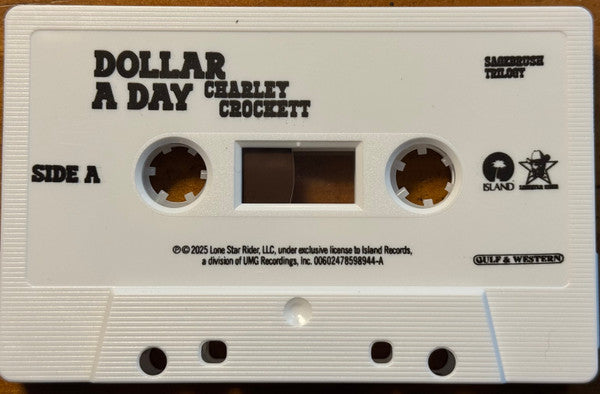 DOLLAR
A DAY
CHARLEY
CROCKETT
SAGEBRUSH
TRILOGY
SIDE A
ISLAND
℗ © 2025 Lone Star Rider, LLC, under exclusive license to Island Records,
a division of UMG Recordings, Inc. 00602478598944-A
GULF & WESTERN